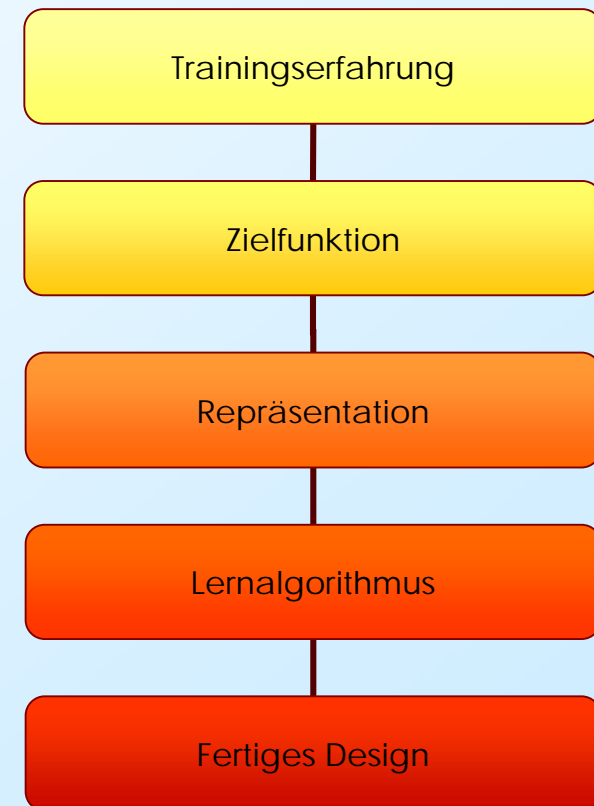 Trainingserfahrung
Zielfunktion
Repräsentation
Lernalgorithmus
Fertiges Design